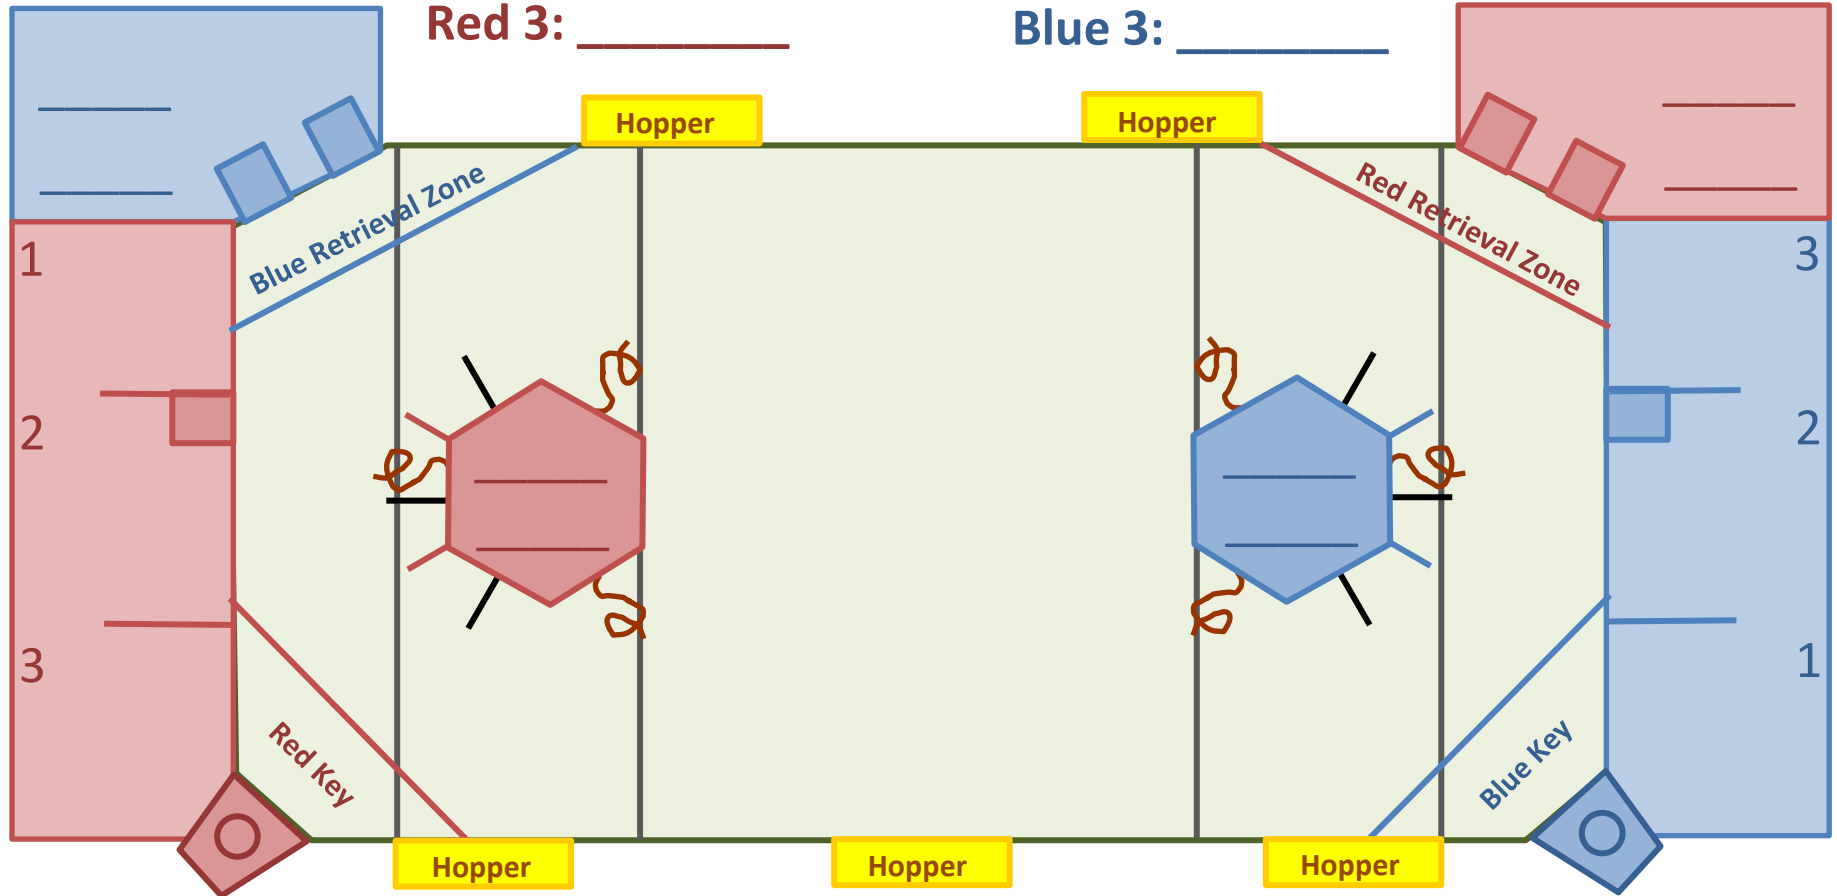 Red 3: ________
Blue 3: ________
Hopper
Hopper
Blue Retrieval Zone
Red Retrieval Zone
1
3
2
2
3
1
Red Key
Blue Key
Hopper
Hopper
Hopper